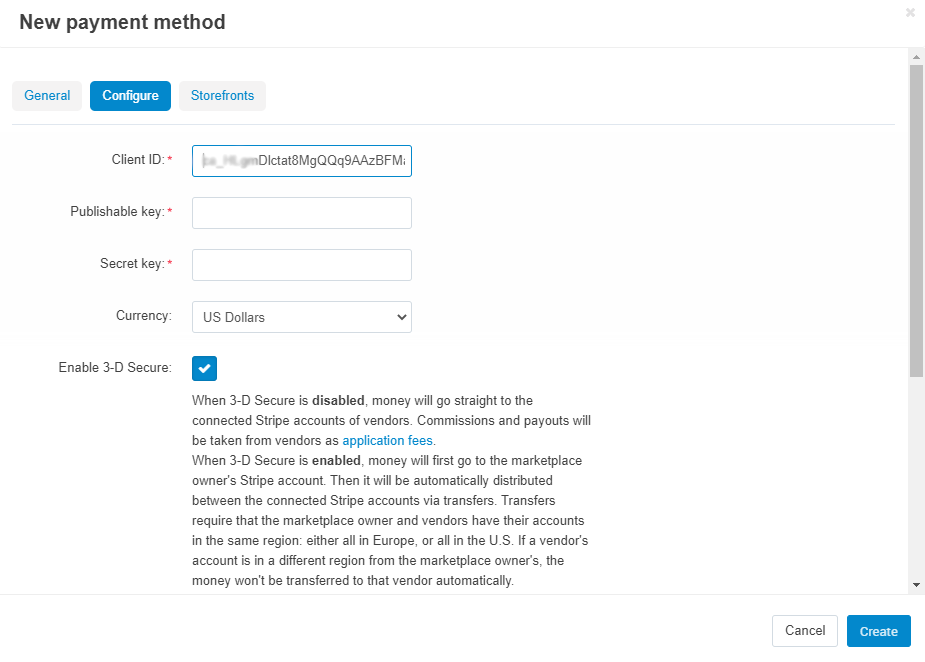 New payment method
General Configure Storefronts
Client ID:*
Publishable key:*
Secret key:*
Currency: US Dollars
Enable 3-D Secure:
When 3-D Secure is disabled, money will go straight to the
connected Stripe accounts of vendors. Commissions and payouts will
be taken from vendors as application fees.
When 3-D Secure is enabled, money will first go to the marketplace
owner's Stripe account. Then it will be automatically distributed
between the connected Stripe accounts via transfers. Transfers
require that the marketplace owner and vendors have their accounts
in the same region: either all in Europe, or all in the U.S. If a vendor's
account is in a different region from the marketplace owner's, the
money won't be transferred to that vendor automatically.
Cancel Create